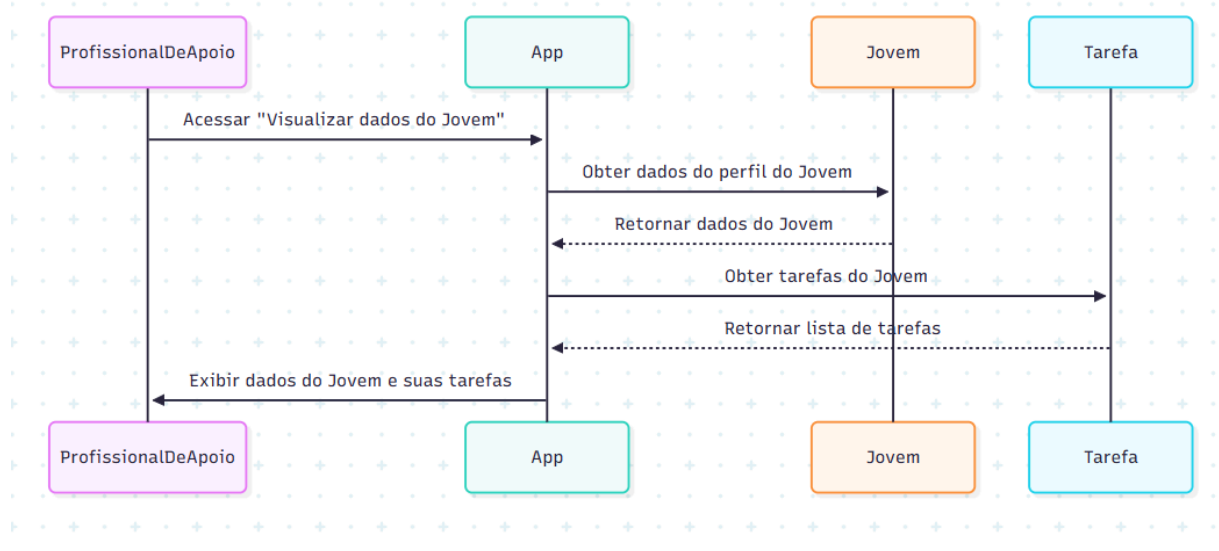 ProfissionalDeApoio
App
Jovem
Tarefa
Acessar "Visualizar dados do Jovem"
Obter dados do perfil do Jovem
Retornar dados do Jovem
Obter tarefas do Jovem
Retornar lista de tarefas
Exibir dados do Jovem e suas tarefas
ProfissionalDeApoio
App
Jovem
Tarefa